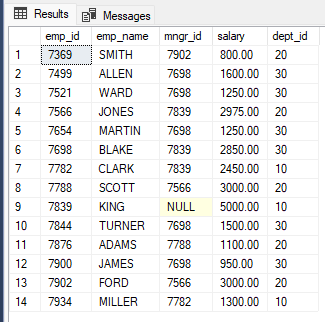 Results Messages
emp_id emp_name mngr_id salary dept_id
1 7369 SMITH 7902 800.00 20
2 7499 ALLEN 7698 1600.00 30
3 7521 WARD 7698 1250.00 30
4 7566 JONES 7839 2975.00 20
5 7654 MARTIN 7698 1250.00 30
6 7698 BLAKE 7839 2850.00 30
7 7782 CLARK 7839 2450.00 10
8 7788 SCOTT 7566 3000.00 20
9 7839 KING NULL 5000.00 10
10 7844 TURNER 7698 1500.00 30
11 7876 ADAMS 7788 1100.00 20
12 7900 JAMES 7698 950.00 30
13 7902 FORD 7566 3000.00 20
14 7934 MILLER 7782 1300.00 10